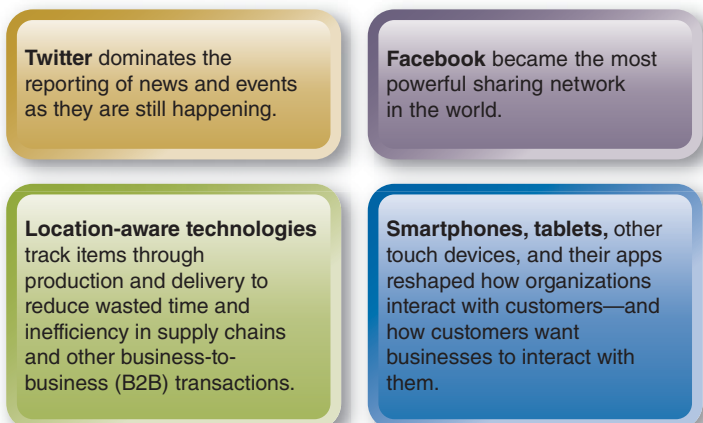 Twitter dominates the
reporting of news and events
as they are still happening.
Facebook became the most
powerful sharing network
in the world.
Location-aware technologies
track items through
production and delivery to
reduce wasted time and
inefficiency in supply chains
and other business-to-
business (B2B) transactions.
Smartphones, tablets, other
touch devices, and their apps
reshaped how organizations
interact with customers—and
how customers want
businesses to interact with
them.